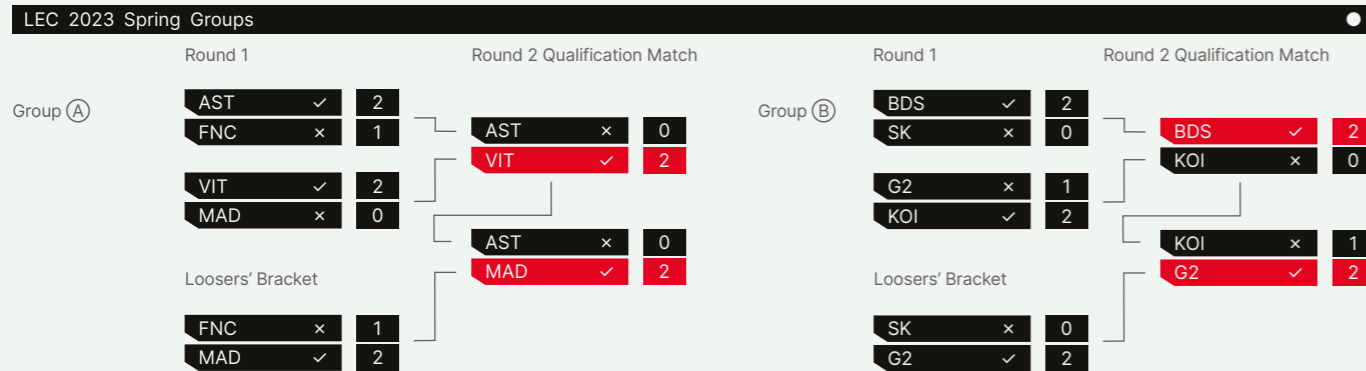 LEC 2023 Spring Groups
Round 1
Round 2 Qualification Match
Group A
AST ✓ 2
FNC × 1
VIT ✓ 2
MAD × 0
AST × 0
VIT ✓ 2
AST × 0
MAD ✓ 2
Loosers' Bracket
FNC × 1
MAD ✓ 2
Round 1
Round 2 Qualification Match
Group B
BDS ✓ 2
SK × 0
G2 × 1
KOI ✓ 2
BDS ✓ 2
KOI × 0
KOI × 1
G2 ✓ 2
Loosers' Bracket
SK × 0
G2 ✓ 2